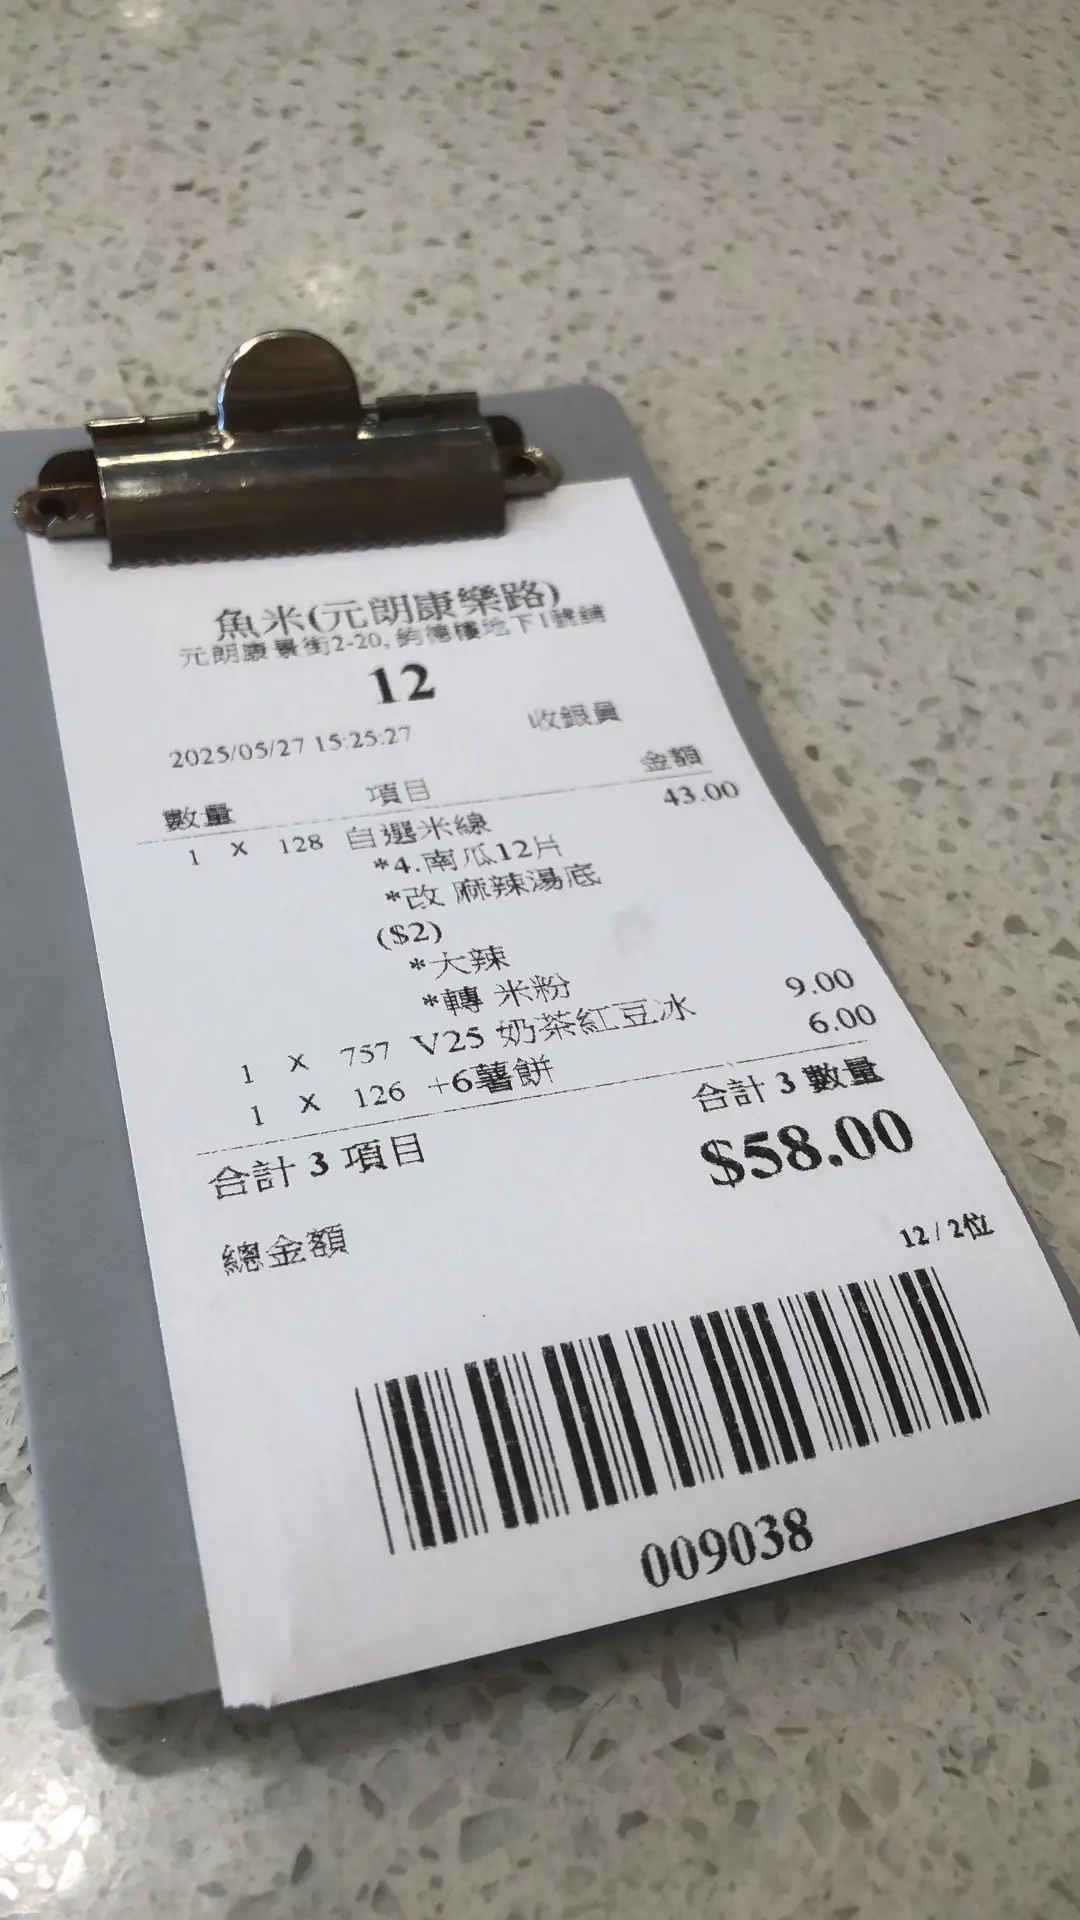 魚米(元朗康樂路)
元朗康景街2-20, 鈞德樓地下1號鋪
12
2025/05/27 15:25:27 收銀員
數量 項目 金額
1 X 128 自選米線 43.00
*4.南瓜12片
*改 麻辣湯底
($2)
*大辣
*轉 米粉
1 X 757 V25 奶茶紅豆冰 9.00
1 X 126 +6薯餅 6.00
合計 3 項目 合計 3 數量
總金額 $58.00
12 / 2位
009038